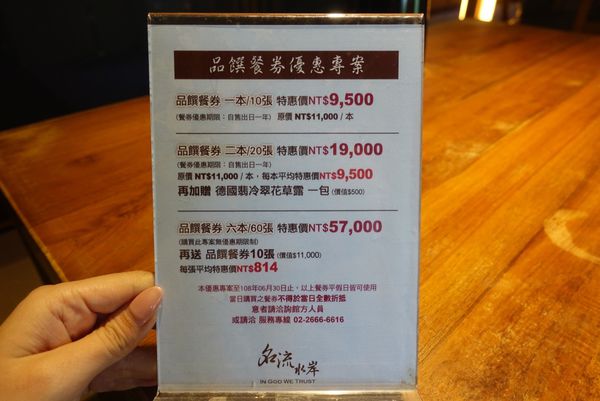 品饌餐券優惠專案
品饌餐券 一本/10張 特惠價NT$9,500
(餐券優惠期限：自售出日一年) 原價 NT$11,000 / 本
品饌餐券 二本/20張 特惠價NT$19,000
(餐券優惠期限：自售出日一年)
原價 NT$11,000 / 本，每本平均特惠價NT$9,500
再加贈 德國翡冷翠花草露 一包 (價值$500)
品饌餐券 六本/60張 特惠價NT$57,000
(購買此專案無優惠期限制)
再送 品饌餐券10張 (價值$11,000)
每張平均特惠價NT$814
本優惠專案至108年06月30日止，以上餐券平假日皆可使用
當日購買之餐券不得於當日全數折抵
意者請洽詢館方人員
或請洽 服務專線 02-2666-6616
名流水岸
IN GOD WE TRUST